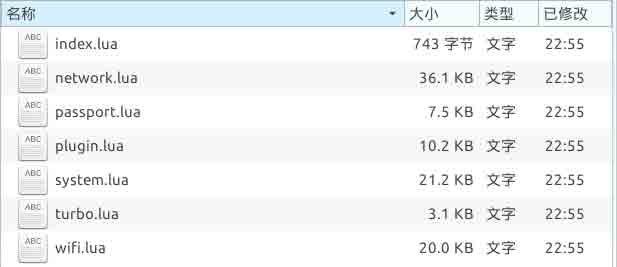 名称 大小 类型 已修改
ABC index.lua 743 字节 文字 22:55
ABC network.lua 36.1 KB 文字 22:55
ABC passport.lua 7.5 KB 文字 22:55
ABC plugin.lua 10.2 KB 文字 22:55
ABC system.lua 21.2 KB 文字 22:55
ABC turbo.lua 3.1 KB 文字 22:55
ABC wifi.lua 20.0 KB 文字 22:55